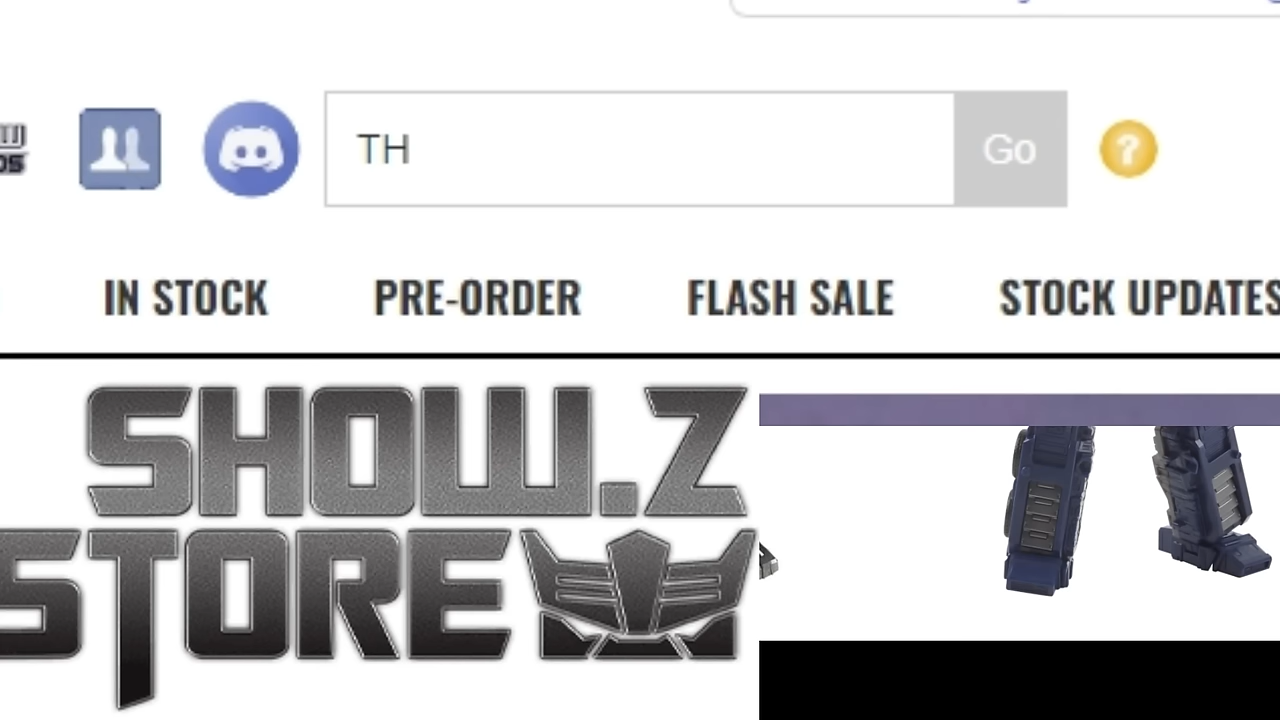 TH
Go
?
IN STOCK
PRE-ORDER
FLASH SALE
STOCK UPDATES
SHOW.Z
STORE